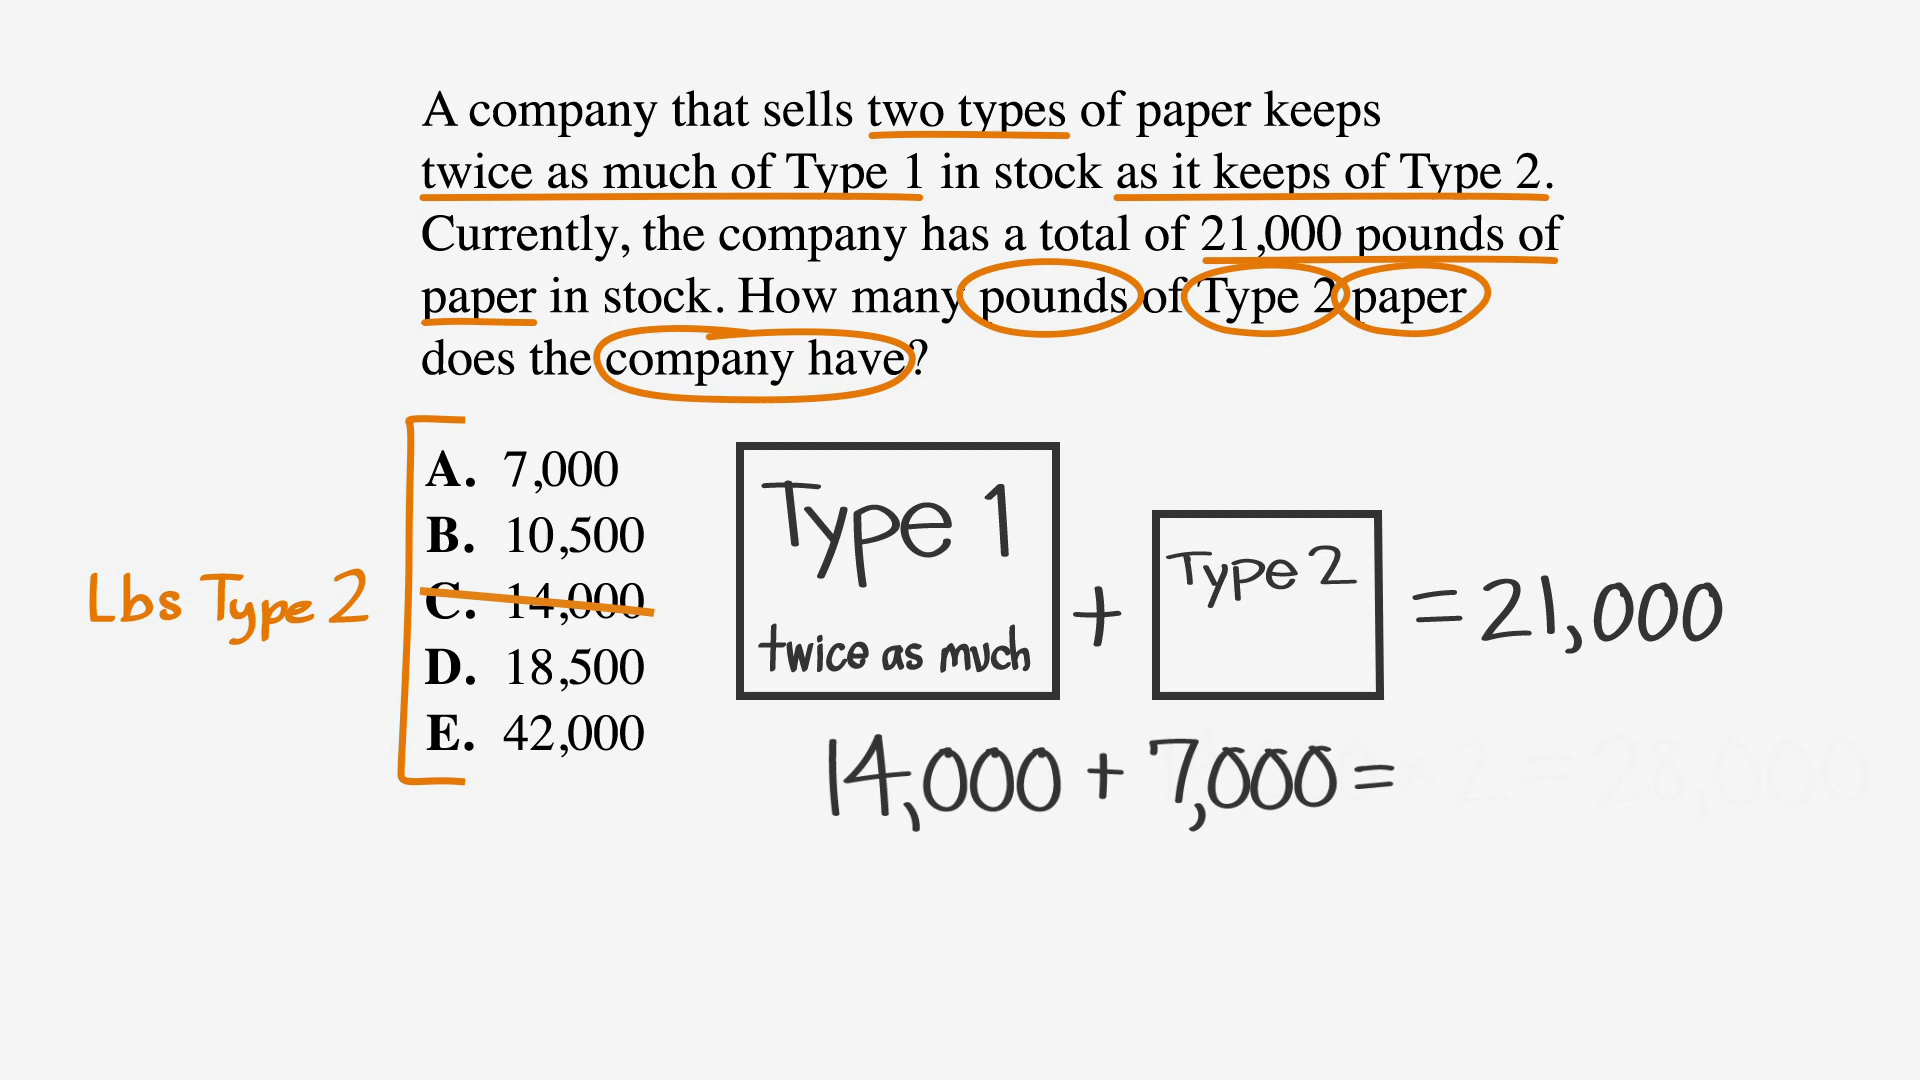 A company that sells two types of paper keeps
twice as much of Type 1 in stock as it keeps of Type 2.
Currently, the company has a total of 21,000 pounds of
paper in stock. How many pounds of Type 2 paper
does the company have?
A. 7,000
B. 10,500
C. 14,000
D. 18,500
E. 42,000
Lbs Type 2
Type 1
twice as much
+
Type 2
= 21,000
14,000 + 7,000 =
× 2 = 28,000